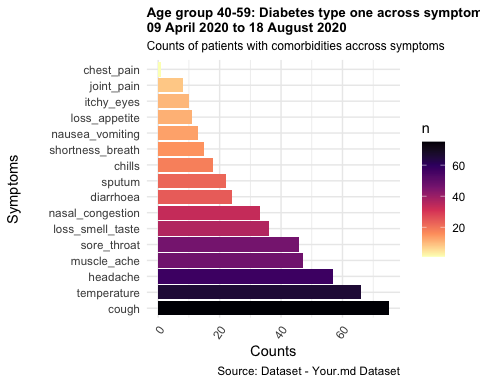 Age group 40-59: Diabetes type one across symptom
09 April 2020 to 18 August 2020
Counts of patients with comorbidities accross symptoms
Symptoms
chest_pain
joint_pain
itchy_eyes
loss_appetite
nausea_vomiting
shortness_breath
chills
sputum
diarrhoea
nasal_congestion
loss_smell_taste
sore_throat
muscle_ache
headache
temperature
cough
0
20
40
60
Counts
n
60
40
20
Source: Dataset - Your.md Dataset